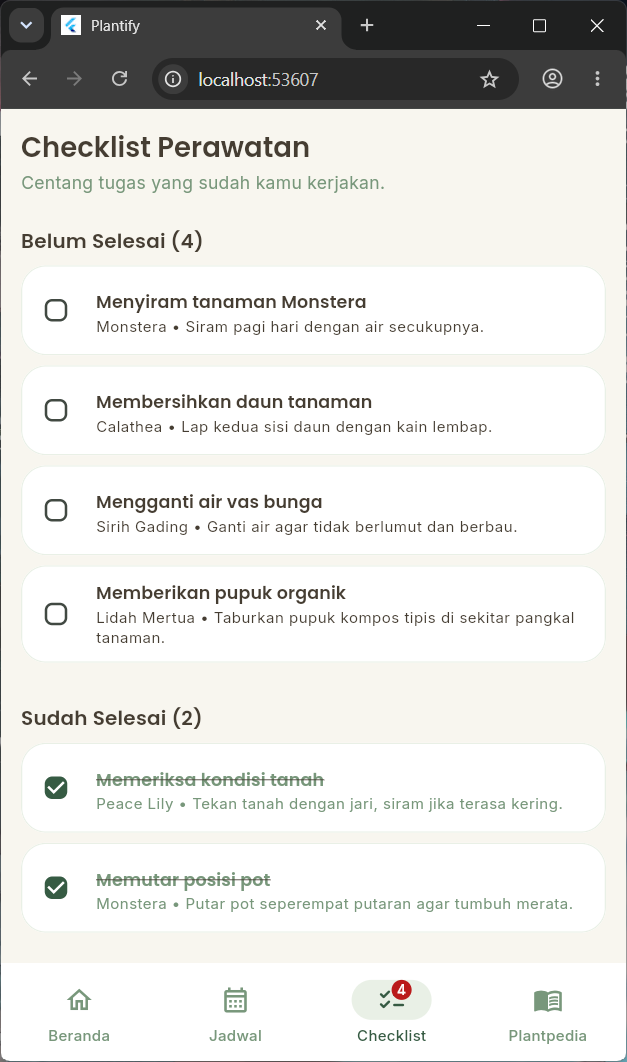 Plantify
localhost:53607
Checklist Perawatan
Centang tugas yang sudah kamu kerjakan.
Belum Selesai (4)
Menyiram tanaman Monstera
Monstera • Siram pagi hari dengan air secukupnya.
Membersihkan daun tanaman
Calathea • Lap kedua sisi daun dengan kain lembap.
Mengganti air vas bunga
Sirih Gading • Ganti air agar tidak berlumut dan berbau.
Memberikan pupuk organik
Lidah Mertua • Taburkan pupuk kompos tipis di sekitar pangkal
tanaman.
Sudah Selesai (2)
Memeriksa kondisi tanah
Peace Lily • Tekan tanah dengan jari, siram jika terasa kering.
Memutar posisi pot
Monstera • Putar pot seperempat putaran agar tumbuh merata.
4
Beranda Jadwal Checklist Plantpedia